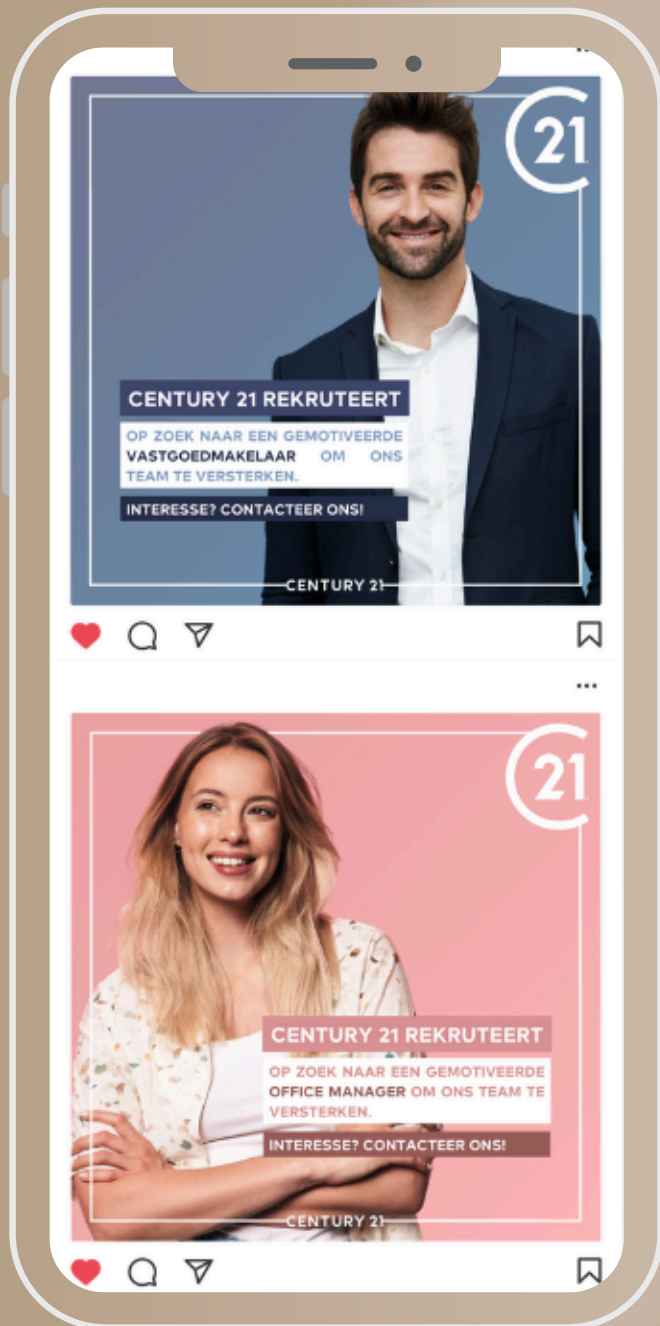 21
CENTURY 21 REKRUTEERT
OP ZOEK NAAR EEN GEMOTIVEERDE
VASTGOEDMAKELAAR OM ONS
TEAM TE VERSTERKEN.
INTERESSE? CONTACTEER ONS!
CENTURY 21
21
CENTURY 21 REKRUTEERT
OP ZOEK NAAR EEN GEMOTIVEERDE
OFFICE MANAGER OM ONS TEAM TE
VERSTERKEN.
INTERESSE? CONTACTEER ONS!
CENTURY 21